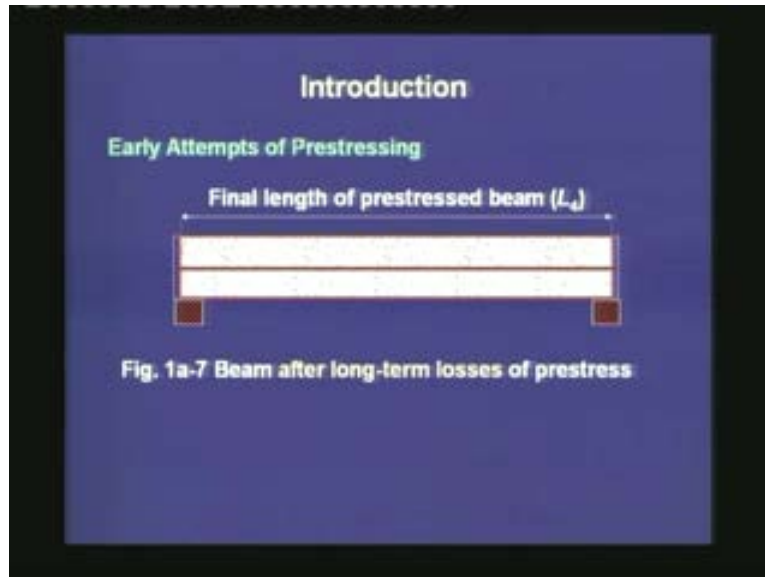 Introduction
Early Attempts of Prestressing
Final length of prestressed beam (L₄)
Fig. 1a-7 Beam after long-term losses of prestress